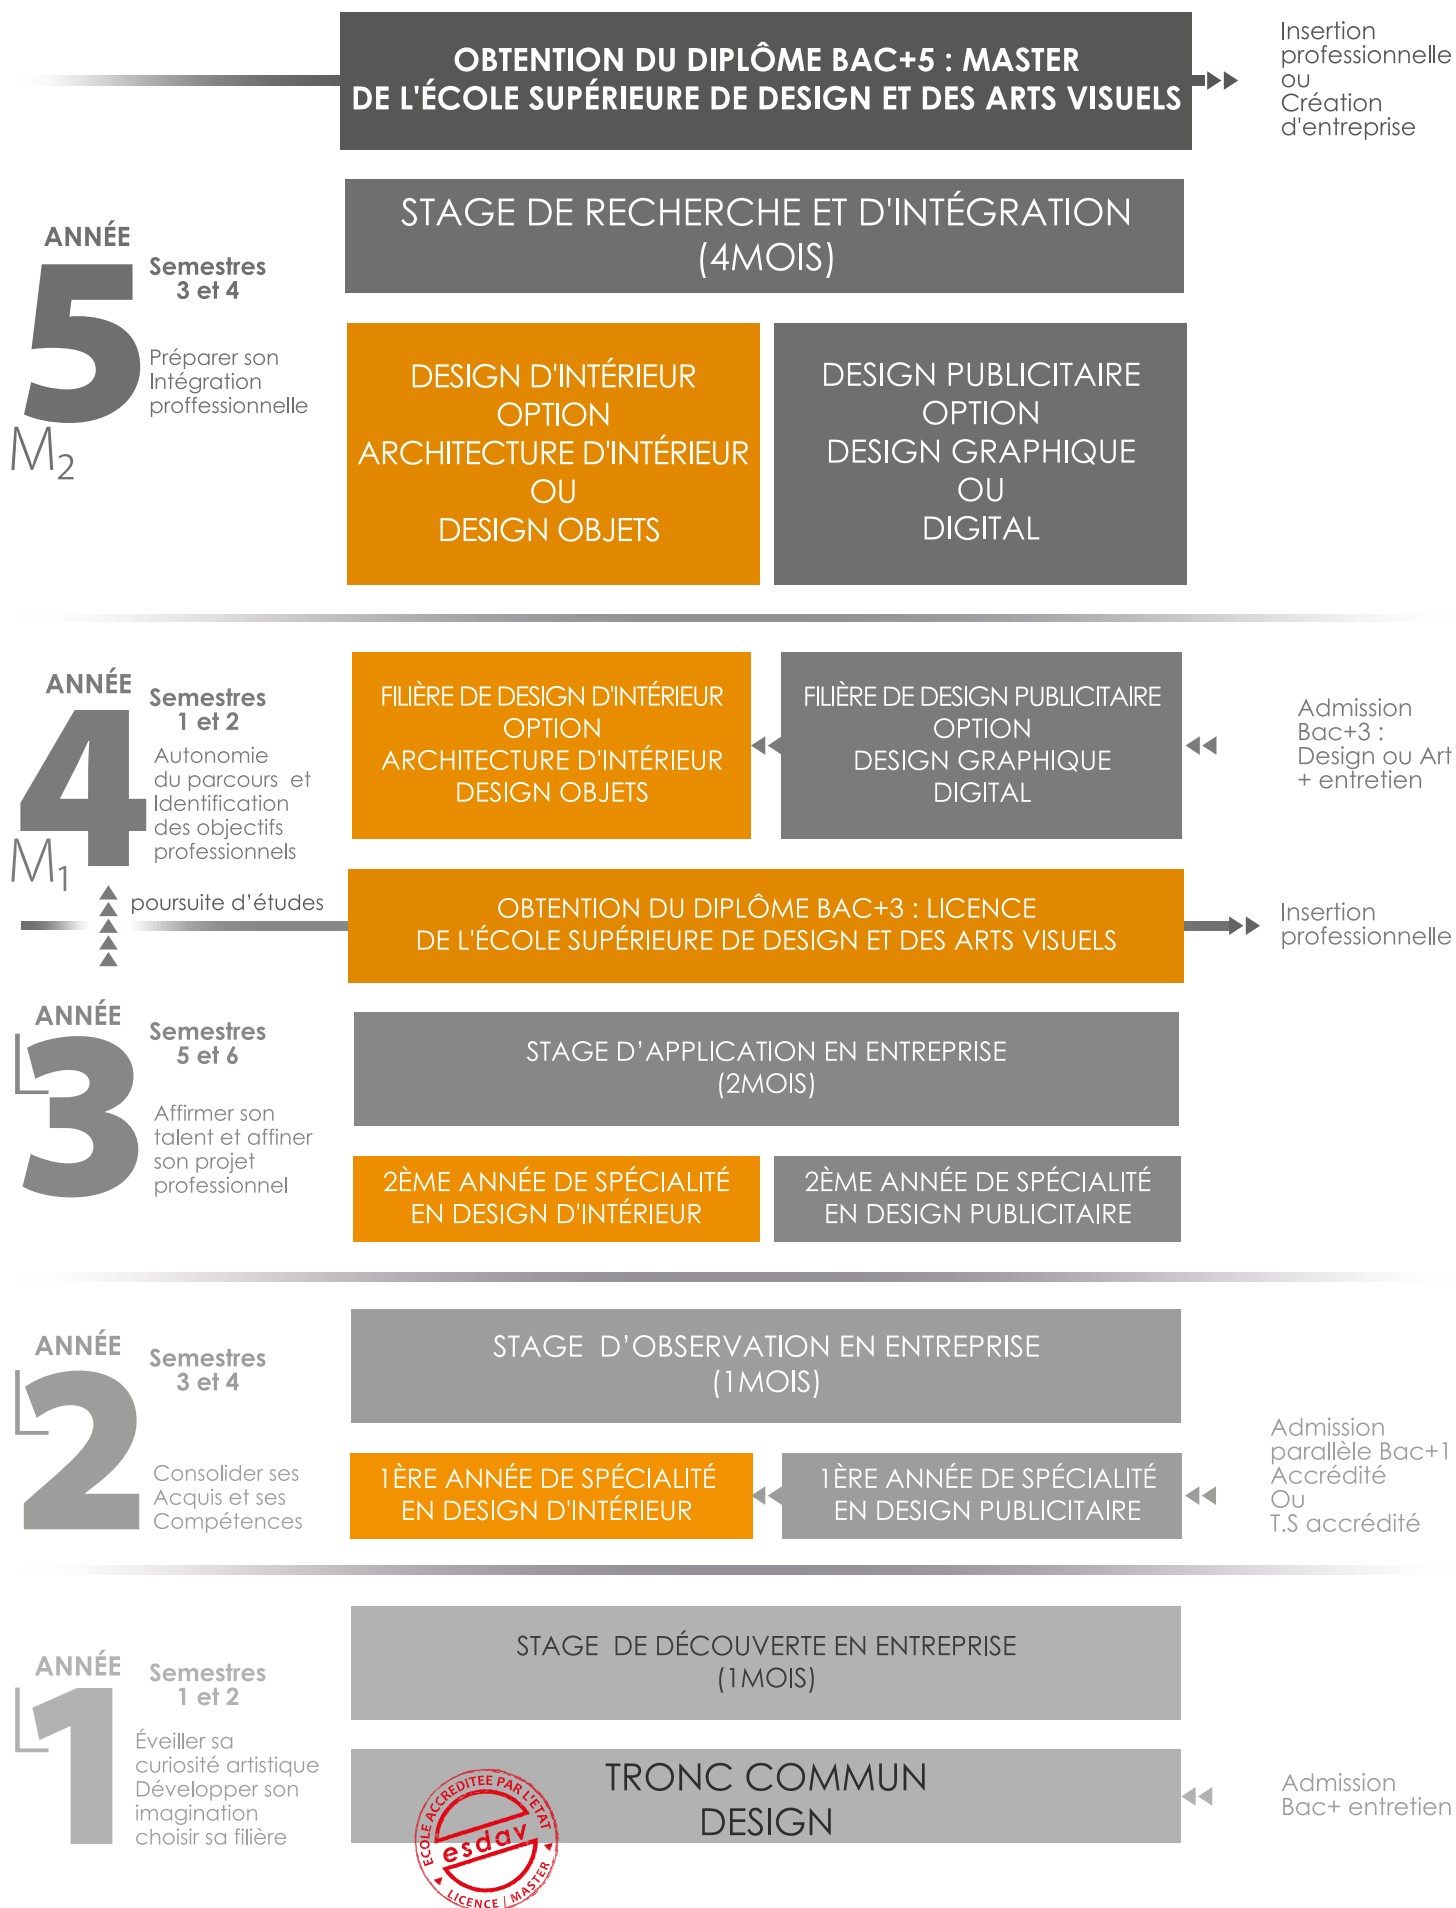 OBTENTION DU DIPLÔME BAC+5 : MASTER
DE L'ÉCOLE SUPÉRIEURE DE DESIGN ET DES ARTS VISUELS
Insertion
professionnelle
ou
Création
d'entreprise
ANNÉE
5
M2
Semestres
3 et 4
Préparer son
Intégration
proffessionnelle
STAGE DE RECHERCHE ET D'INTÉGRATION
(4MOIS)
DESIGN D'INTÉRIEUR
OPTION
ARCHITECTURE D'INTÉRIEUR
OU
DESIGN OBJETS
DESIGN PUBLICITAIRE
OPTION
DESIGN GRAPHIQUE
OU
DIGITAL
ANNÉE
4
M1
Semestres
1 et 2
Autonomie
du parcours et
Identification
des objectifs
professionnels
FILIÈRE DE DESIGN D'INTÉRIEUR
OPTION
ARCHITECTURE D'INTÉRIEUR
DESIGN OBJETS
FILIÈRE DE DESIGN PUBLICITAIRE
OPTION
DESIGN GRAPHIQUE
DIGITAL
Admission
Bac+3 :
Design ou Art
+ entretien
poursuite d'études
OBTENTION DU DIPLÔME BAC+3 : LICENCE
DE L'ÉCOLE SUPÉRIEURE DE DESIGN ET DES ARTS VISUELS
Insertion
professionnelle
ANNÉE
L3
Semestres
5 et 6
Affirmer son
talent et affiner
son projet
professionnel
STAGE D'APPLICATION EN ENTREPRISE
(2MOIS)
2ÈME ANNÉE DE SPÉCIALITÉ
EN DESIGN D'INTÉRIEUR
2ÈME ANNÉE DE SPÉCIALITÉ
EN DESIGN PUBLICITAIRE
ANNÉE
L2
Semestres
3 et 4
Consolider ses
Acquis et ses
Compétences
STAGE D'OBSERVATION EN ENTREPRISE
(1MOIS)
1ÈRE ANNÉE DE SPÉCIALITÉ
EN DESIGN D'INTÉRIEUR
1ÈRE ANNÉE DE SPÉCIALITÉ
EN DESIGN PUBLICITAIRE
Admission
parallèle Bac+1
Accrédité
Ou
T.S accrédité
ANNÉE
L1
Semestres
1 et 2
Éveiller sa
curiosité artistique
Développer son
imagination
choisir sa filière
STAGE DE DÉCOUVERTE EN ENTREPRISE
(1MOIS)
TRONC COMMUN
DESIGN
ECOLE ACCREDITEE PAR L'ETAT
esdav
LICENCE / MASTER
Admission
Bac+ entretien